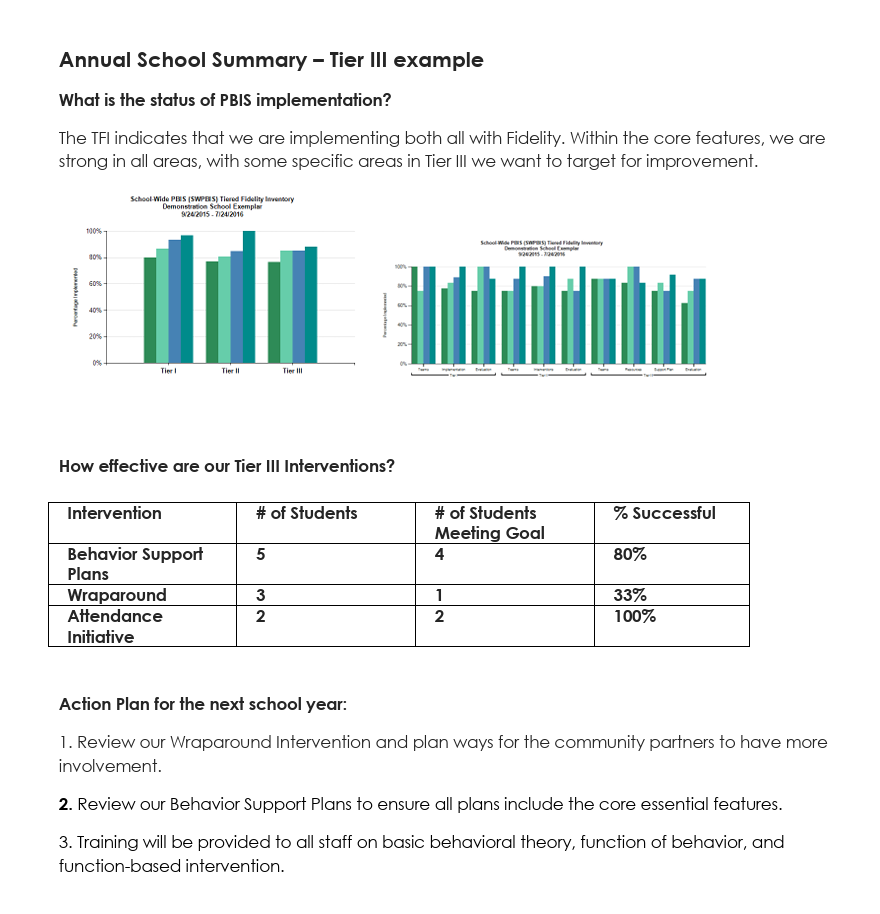 Annual School Summary – Tier III example
What is the status of PBIS implementation?
The TFI indicates that we are implementing both all with Fidelity. Within the core features, we are
strong in all areas, with some specific areas in Tier III we want to target for improvement.
School-Wide PBIS (SWPBIS) Tiered Fidelity Inventory
Demonstration School Exemplar
9/24/2015 - 7/24/2016
Percentage Implemented
100%
80%
60%
40%
20%
0%
Tier I
Tier II
Tier III
School-Wide PBIS (SWPBIS) Tiered Fidelity Inventory
Demonstration School Exemplar
9/24/2015 - 7/24/2016
Percentage Implemented
100%
80%
60%
40%
20%
0%
Teams Implementation Evaluation Teams Interventions Evaluation Teams Resources Support Plan Evaluation
How effective are our Tier III Interventions?
Intervention # of Students # of Students % Successful
Meeting Goal
Behavior Support 5 4 80%
Plans
Wraparound 3 1 33%
Attendance 2 2 100%
Initiative
Action Plan for the next school year:
1. Review our Wraparound Intervention and plan ways for the community partners to have more
involvement.
2. Review our Behavior Support Plans to ensure all plans include the core essential features.
3. Training will be provided to all staff on basic behavioral theory, function of behavior, and
function-based intervention.